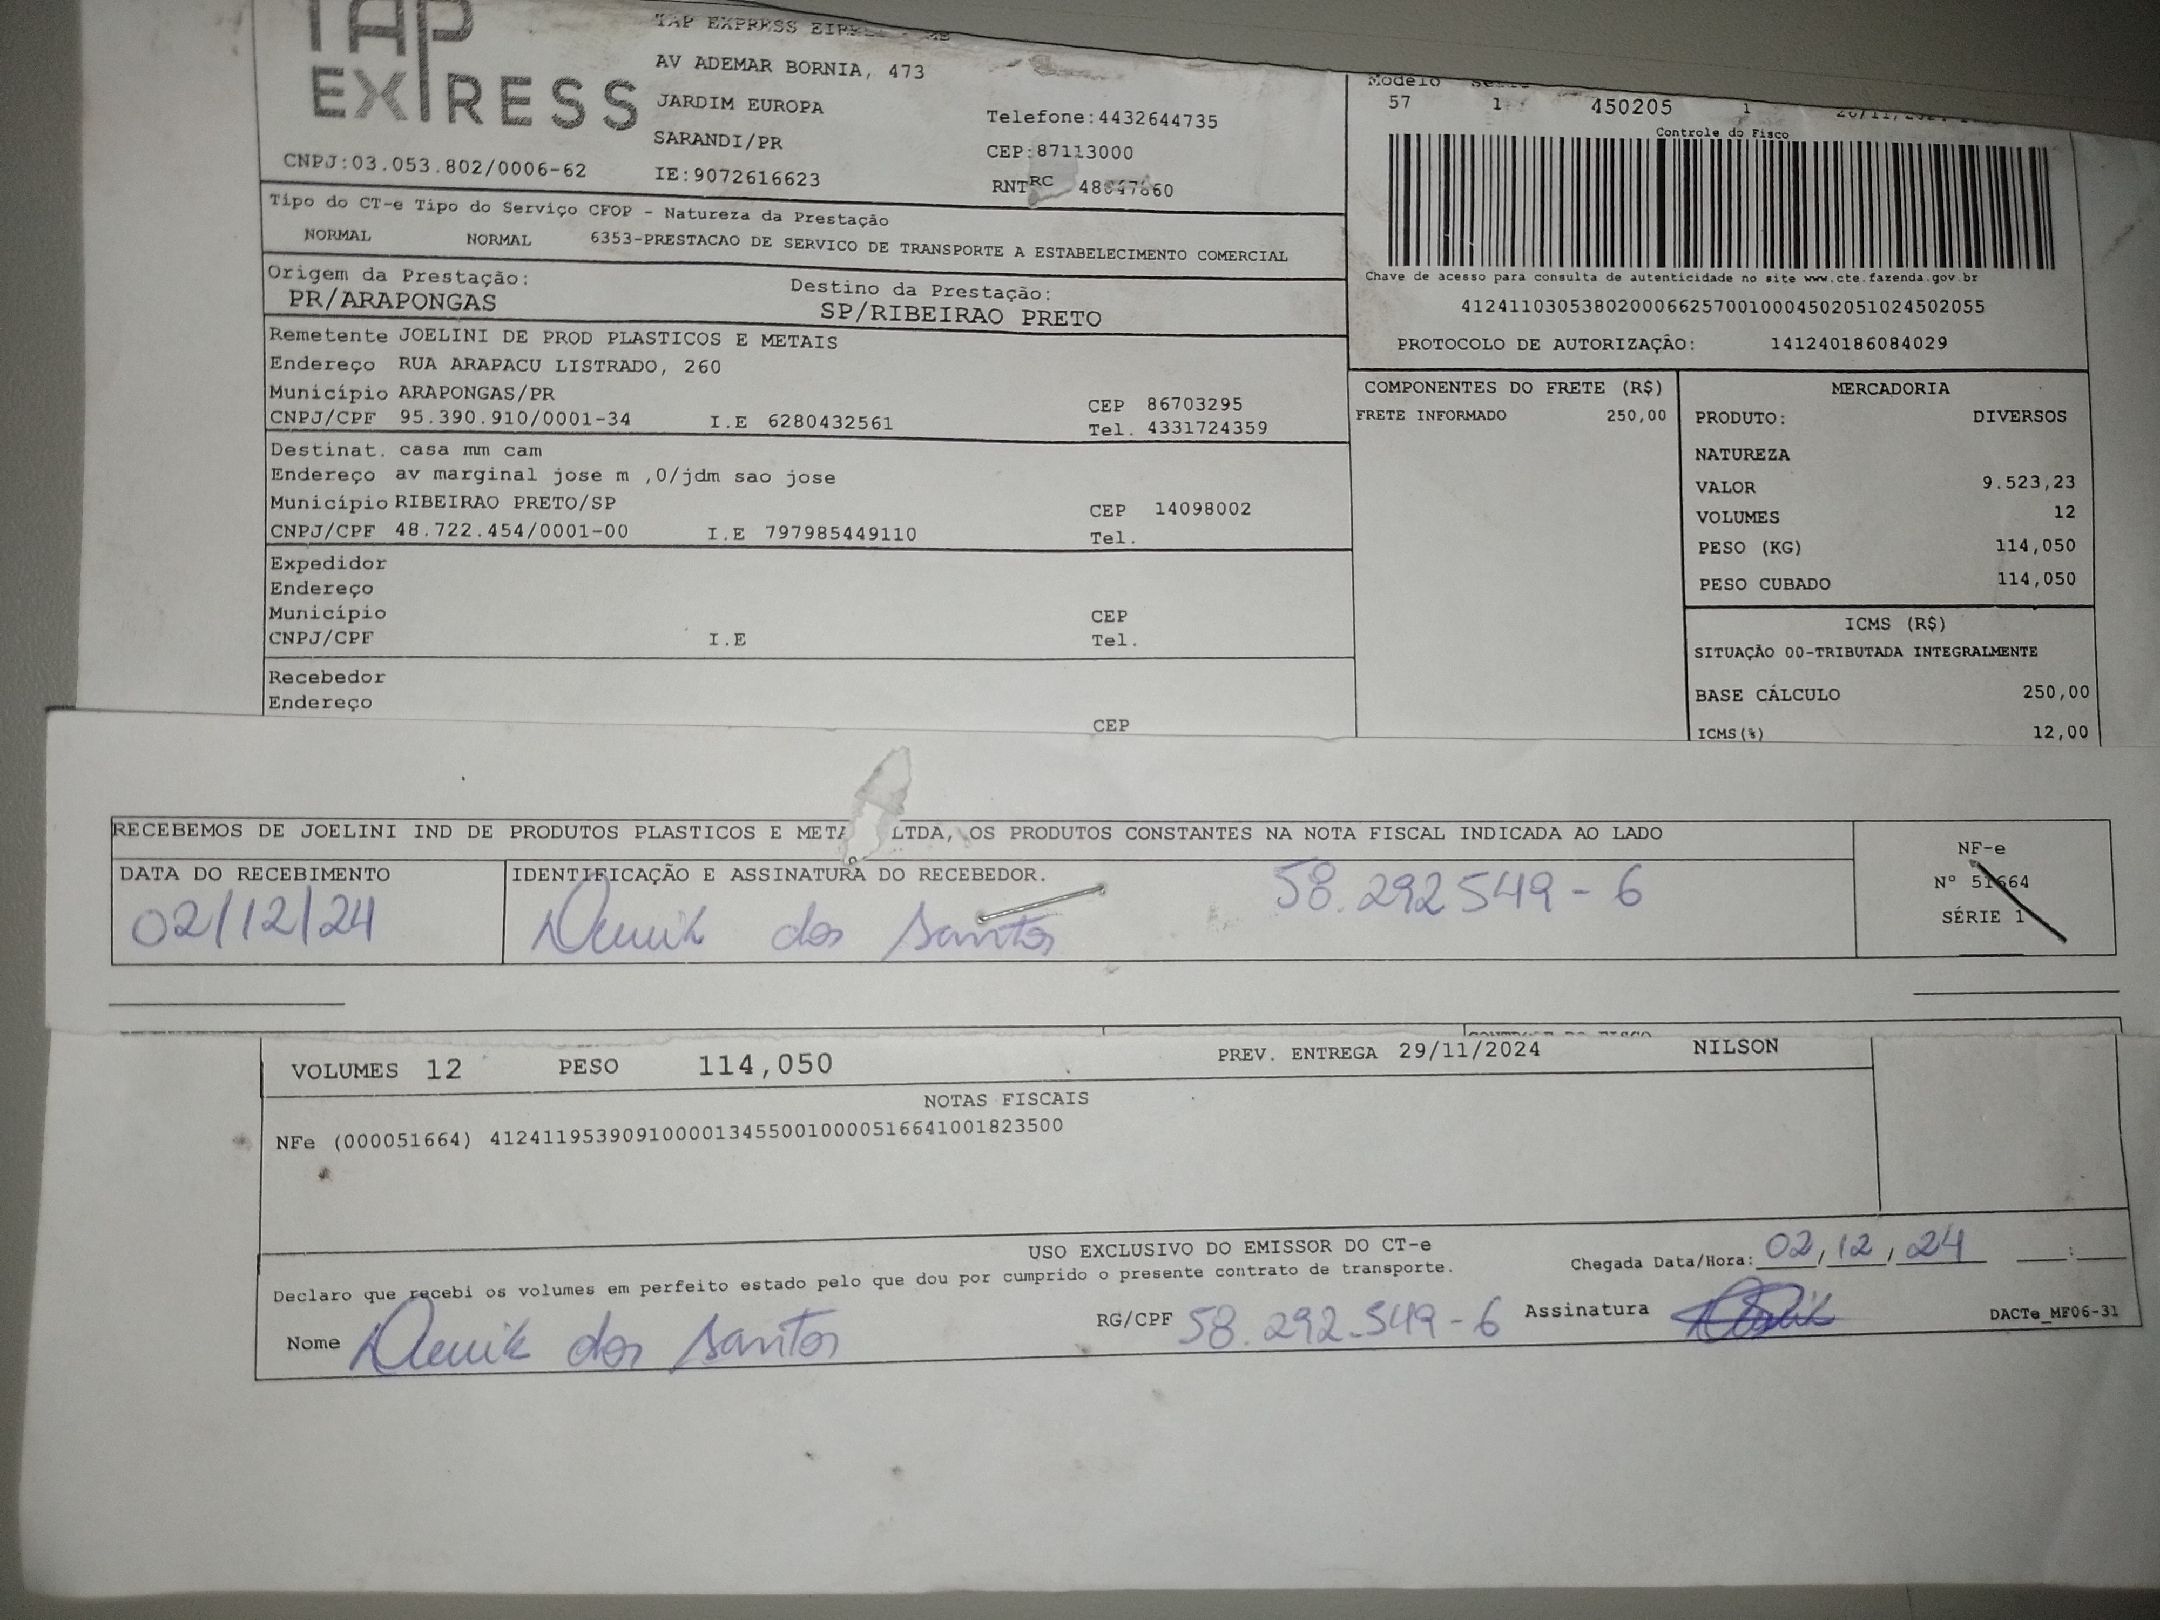 TAP
EXPRESS
TAP EXPRESS
AV ADEMAR BORNIA, 473
JARDIM EUROPA
SARANDI/PR
IE:9072616623
Telefone:4432644735
CEP:87113000
RNTRC
CNPJ:03.053.802/0006-62
Tipo do CT-e Tipo do Serviço CFOP - Natureza da Prestação
NORMAL NORMAL 6353-PRESTACAO DE SERVICO DE TRANSPORTE A ESTABELECIMENTO COMERCIAL
Origem da Prestação: Destino da Prestação:
PR/ARAPONGAS SP/RIBEIRAO PRETO
Remetente JOELINI DE PROD PLASTICOS E METAIS
Endereço RUA ARAPACU LISTRADO, 260
Município ARAPONGAS/PR CEP 86703295
CNPJ/CPF 95.390.910/0001-34 I.E 6280432561 Tel. 4331724359
Destinat. casa mm cam
Endereço av marginal jose m ,0/jdm sao jose
Município RIBEIRAO PRETO/SP CEP 14098002
CNPJ/CPF 48.722.454/0001-00 I.E 797985449110 Tel.
Expedidor
Endereço
Município CEP
CNPJ/CPF I.E Tel.
Recebedor
Endereço
CEP
Modelo
57 1 450205 1
Controle do Fisco
Chave de acesso para consulta de autenticidade no site www.cte.fazenda.gov.br
41241103053802000662570010004502051024502055
PROTOCOLO DE AUTORIZAÇÃO: 141240186084029
COMPONENTES DO FRETE (R$)
FRETE INFORMADO 250,00
MERCADORIA
PRODUTO: DIVERSOS
NATUREZA
VALOR 9.523,23
VOLUMES 12
PESO (KG) 114,050
PESO CUBADO 114,050
ICMS (R$)
SITUAÇÃO 00-TRIBUTADA INTEGRALMENTE
BASE CÁLCULO 250,00
ICMS(%) 12,00
RECEBEMOS DE JOELINI IND DE PRODUTOS PLASTICOS E META LTDA, OS PRODUTOS CONSTANTES NA NOTA FISCAL INDICADA AO LADO
DATA DO RECEBIMENTO IDENTIFICAÇÃO E ASSINATURA DO RECEBEDOR.
02/12/24 dos Santos 58.292549-6
NF-e
Nº 51664
SÉRIE 1
VOLUMES 12 PESO 114,050 PREV. ENTREGA 29/11/2024 NILSON
NOTAS FISCAIS
NFe (000051664) 41241195390910000134550010000516641001823500
USO EXCLUSIVO DO EMISSOR DO CT-e
Declaro que recebi os volumes em perfeito estado pelo que dou por cumprido o presente contrato de transporte.
Chegada Data/Hora: 02/12/24 :
Nome dos Santos RG/CPF 58.292.549-6 Assinatura
DACTe_MF06-31